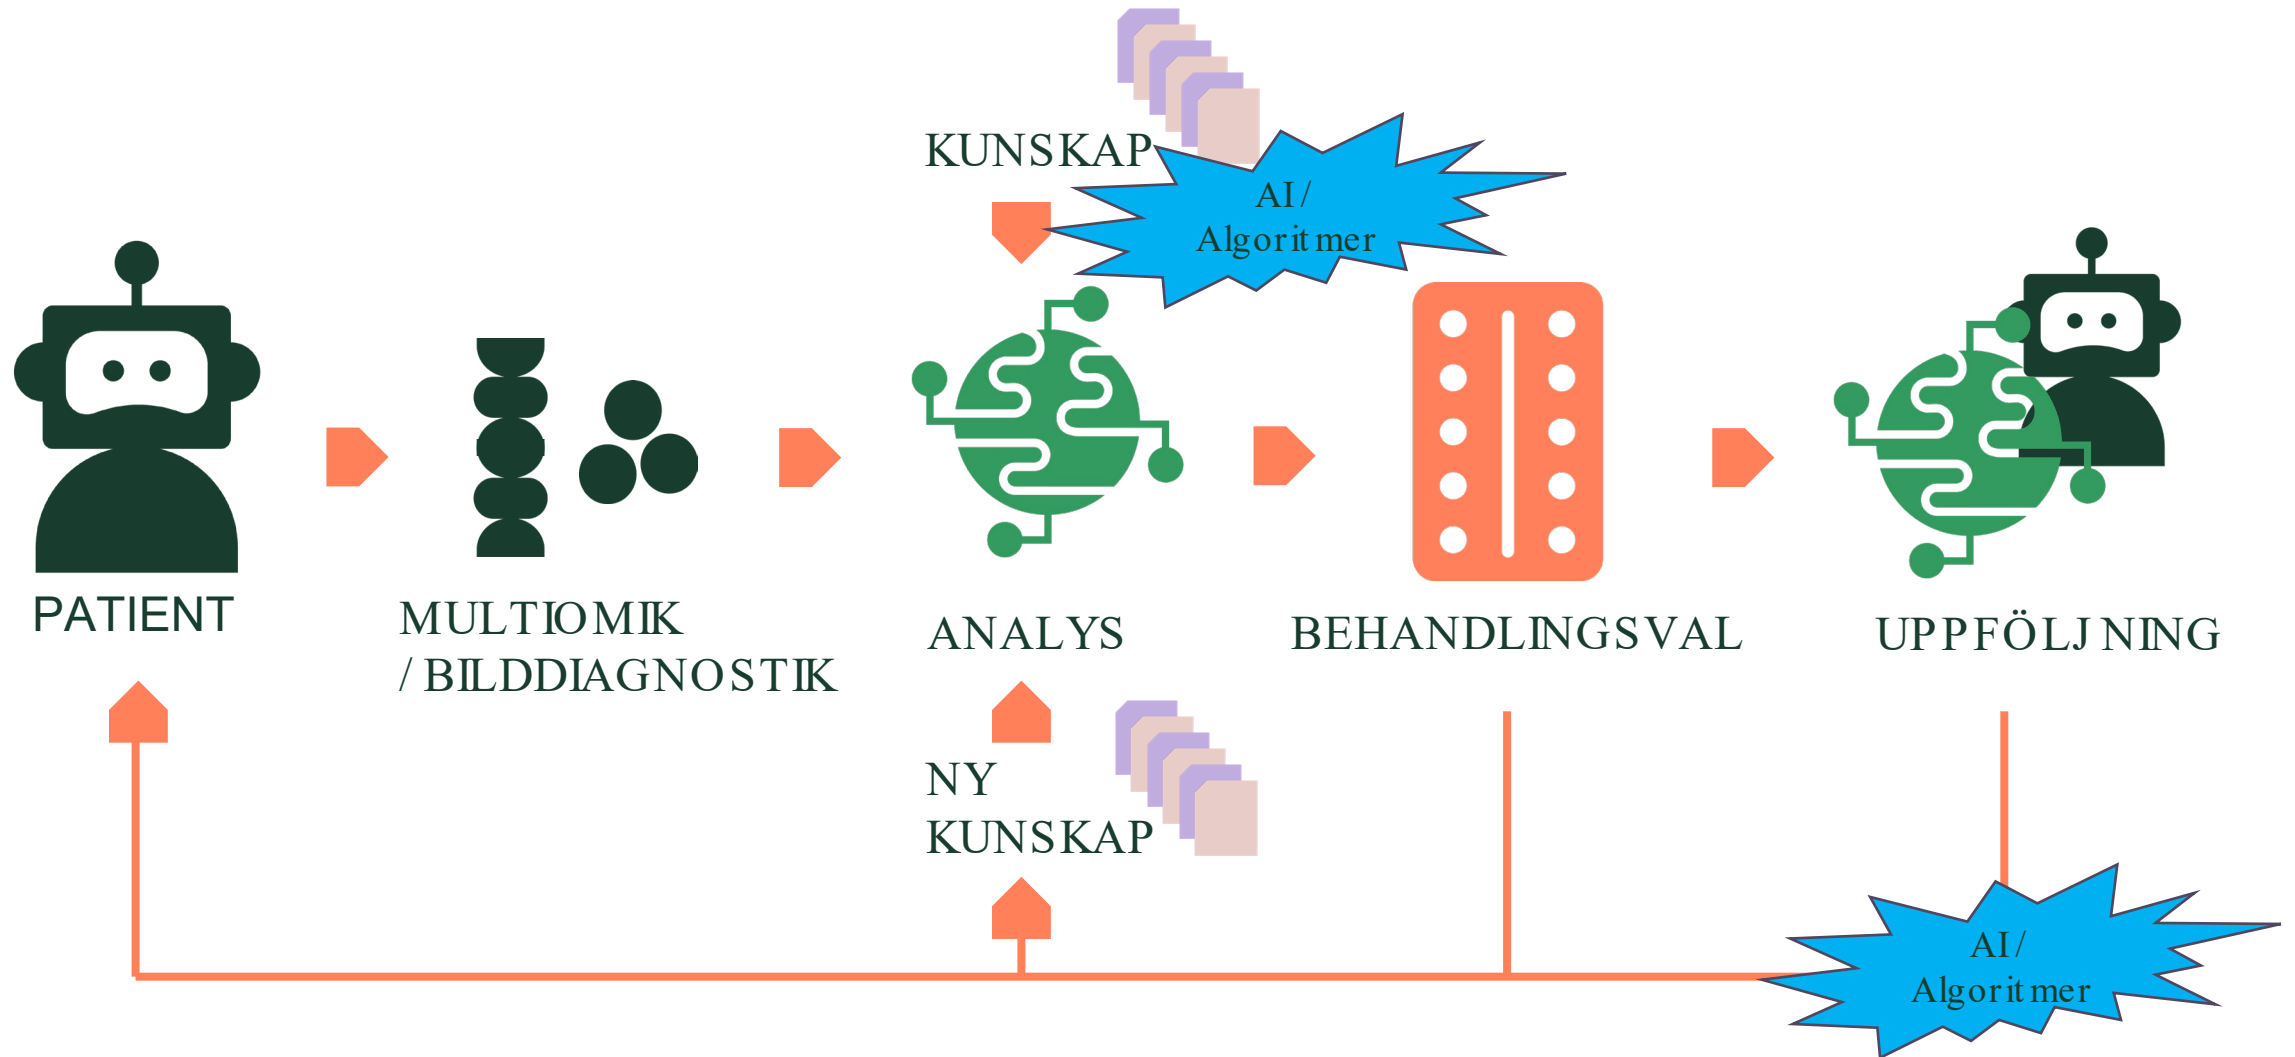 KUNSKAP
AI/
Algoritmer
PATIENT
MULTIOMIK
/ BILDDIAGNOSTIK
ANALYS
BEHANDLINGSVAL
UPPFÖLJNING
NY
KUNSKAP
AI/
Algoritmer